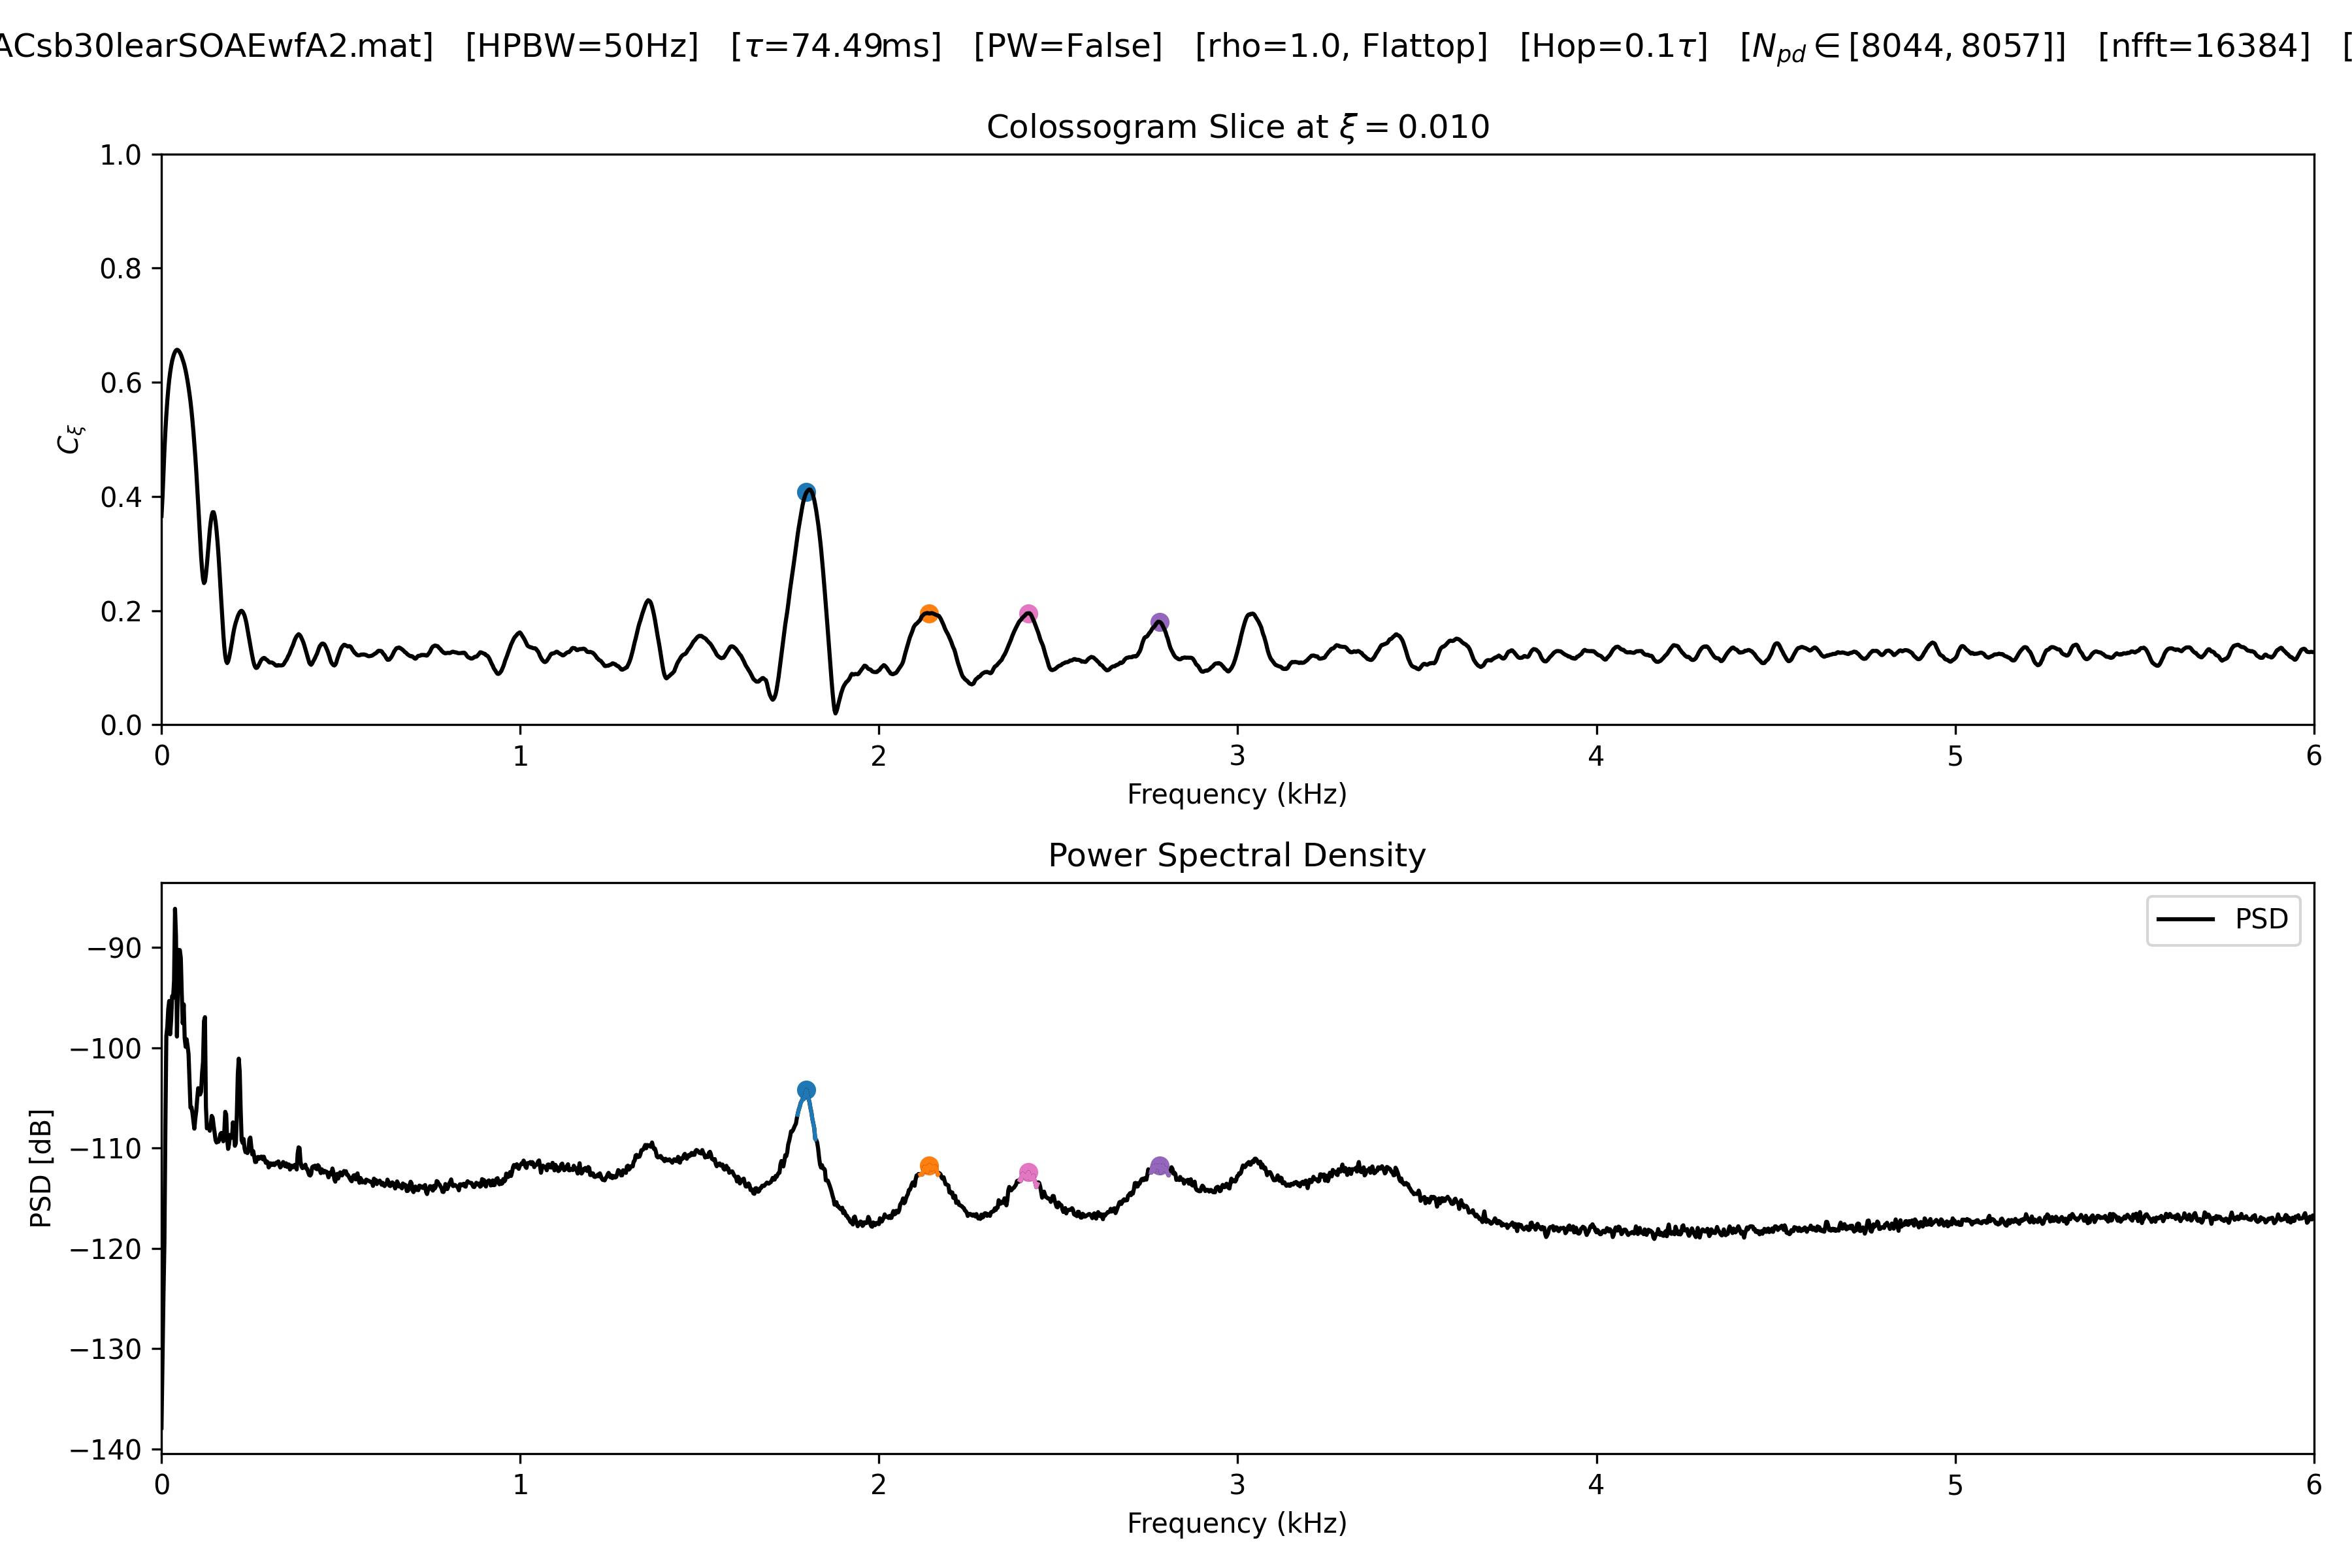 ACsb30learSOAEwfA2.mat] [HPBW=50Hz] [τ=74.49ms] [PW=False] [rho=1.0, Flattop] [Hop=0.1τ] [N_pd ∈ [8044, 8057]] [nfft=16384] [
Colossogram Slice at ξ = 0.010
1.0
0.8
0.6
0.4
0.2
0.0
C_ξ
0 1 2 3 4 5 6
Frequency (kHz)
Power Spectral Density
PSD
−90
−100
−110
−120
−130
−140
PSD [dB]
0 1 2 3 4 5 6
Frequency (kHz)